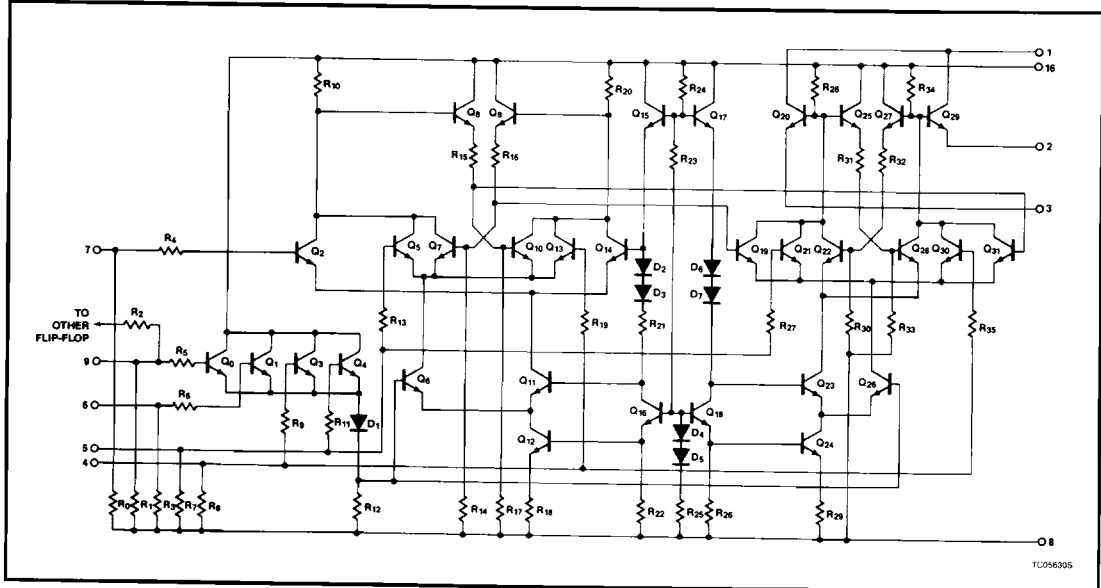 1
16
R10
R20
R24
R28
R34
Q8
Q9
Q15
Q17
Q20
Q25
Q27
Q29
2
R15
R16
R23
R31
R32
3
7
R4
Q2
Q5
Q7
Q10
Q13
Q14
D2
D6
Q19
Q21
Q22
Q28
Q30
Q31
D3
D7
TO
OTHER
FLIP-FLOP
R2
R13
R19
R21
R27
R30
R33
R35
9
R5
Q0
Q1
Q3
Q4
Q6
Q11
Q23
Q26
6
R6
R9
R11
D1
Q16
Q18
D4
Q12
Q24
5
4
D5
R0
R1
R3
R7
R8
R12
R14
R17
R18
R22
R25
R26
R29
8
TC05630S